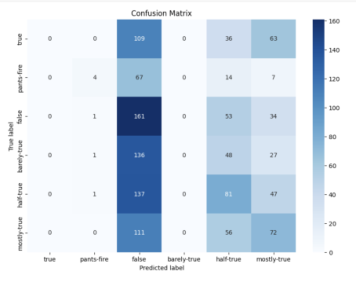 Confusion Matrix
true 0 0 109 0 36 63
pants-fire 0 4 67 0 14 7
false 0 1 161 0 53 34
barely-true 0 1 136 0 48 27
half-true 0 1 137 0 81 47
mostly-true 0 0 111 0 56 72
True label
true pants-fire false barely-true half-true mostly-true
Predicted label
160
140
120
100
80
60
40
20
0